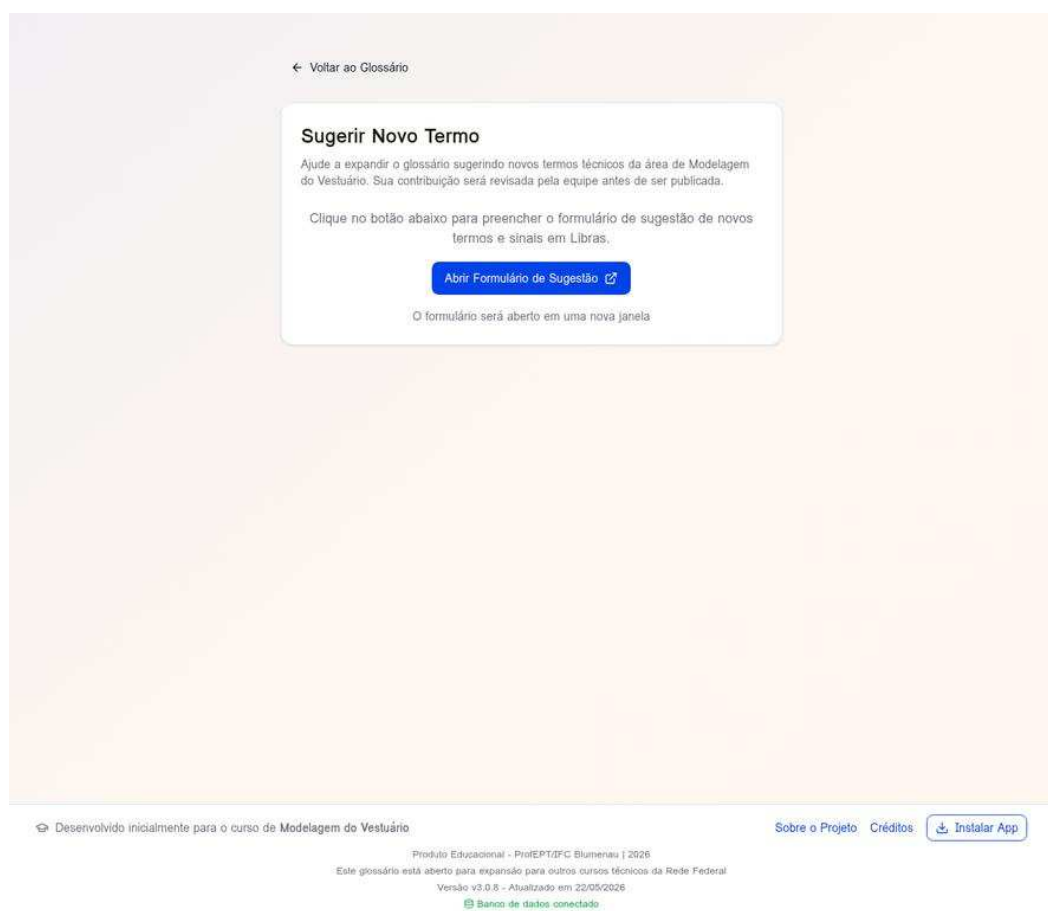 ← Voltar ao Glossário
Sugerir Novo Termo
Ajude a expandir o glossário sugerindo novos termos técnicos da área de Modelagem
do Vestuário. Sua contribuição será revisada pela equipe antes de ser publicada.
Clique no botão abaixo para preencher o formulário de sugestão de novos
termos e sinais em Libras.
Abrir Formulário de Sugestão
O formulário será aberto em uma nova janela
Desenvolvido inicialmente para o curso de Modelagem do Vestuário
Sobre o Projeto Créditos Instalar App
Produto Educacional - ProfEPT/IFC Blumenau | 2026
Este glossário está aberto para expansão para outros cursos técnicos da Rede Federal
Versão v3.0.8 - Atualizado em 22/05/2026
Banco de dados conectado